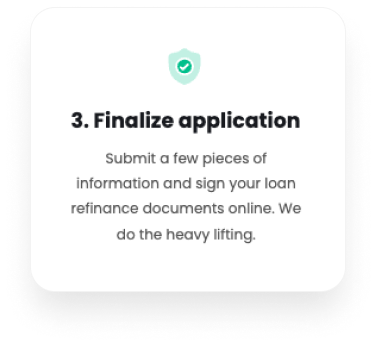 3. Finalize application
Submit a few pieces of
information and sign your loan
refinance documents online. We
do the heavy lifting.